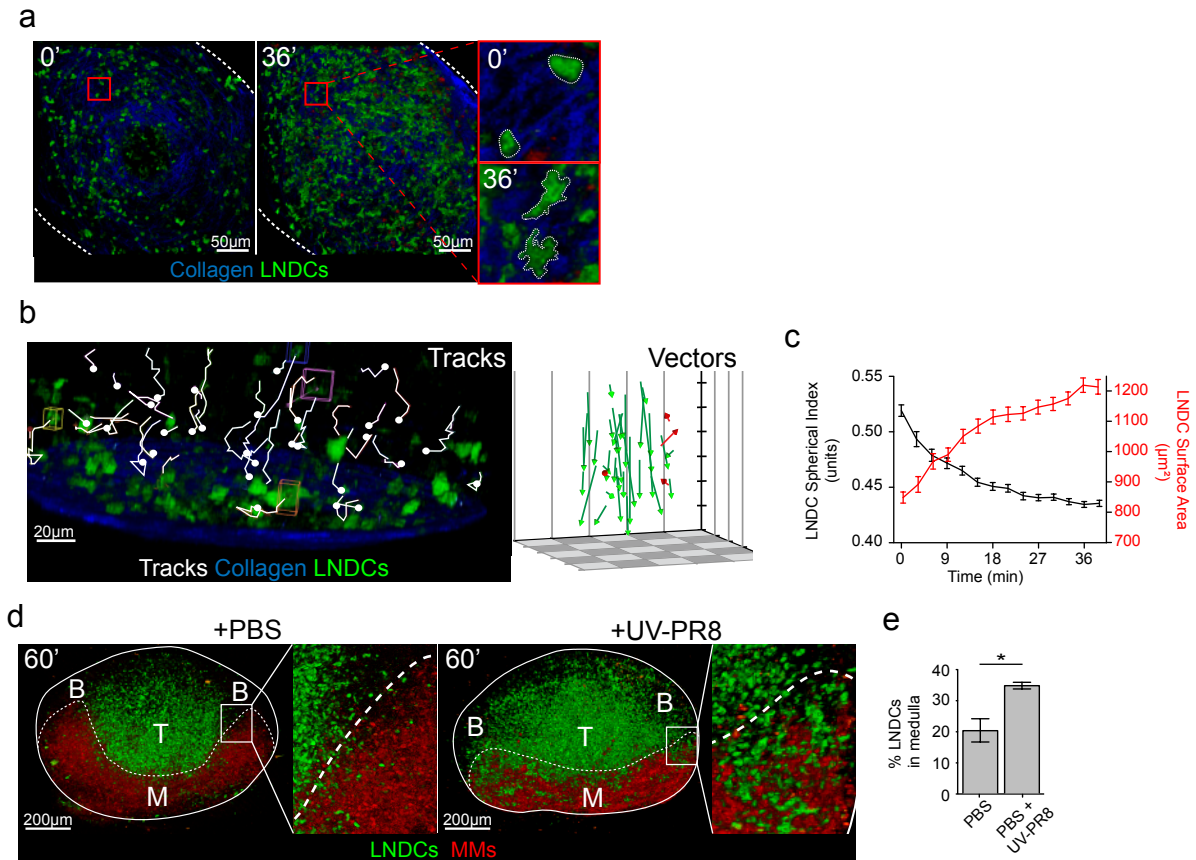 a
0'
36'
0'
36'
50µm
50µm
Collagen LNDCs
b
Tracks
Vectors
20µm
Tracks Collagen LNDCs
c
0.55
0.50
0.45
0.40
LNDC Spherical Index
(units)
1200
1100
1000
900
800
700
LNDC Surface Area
(µm²)
0 9 18 27 36
Time (min)
d
+PBS
+UV-PR8
60'
B
B
T
M
200µm
60'
B
B
T
M
200µm
LNDCs MMs
e
*
40
30
20
10
0
% LNDCs
in medulla
PBS
PBS +
UV-PR8